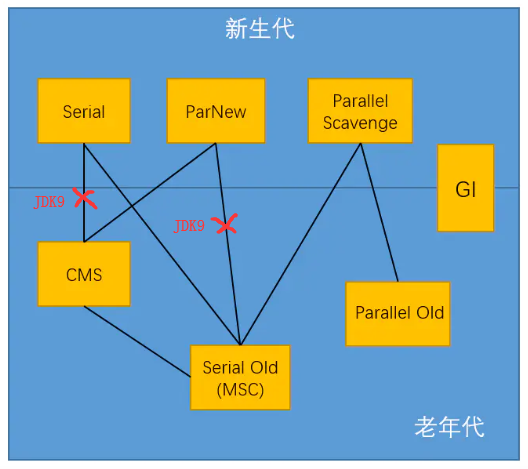 新生代
Serial
ParNew
Parallel
Scavenge
GI
JDK9
JDK9
CMS
Parallel Old
Serial Old
(MSC)
老年代